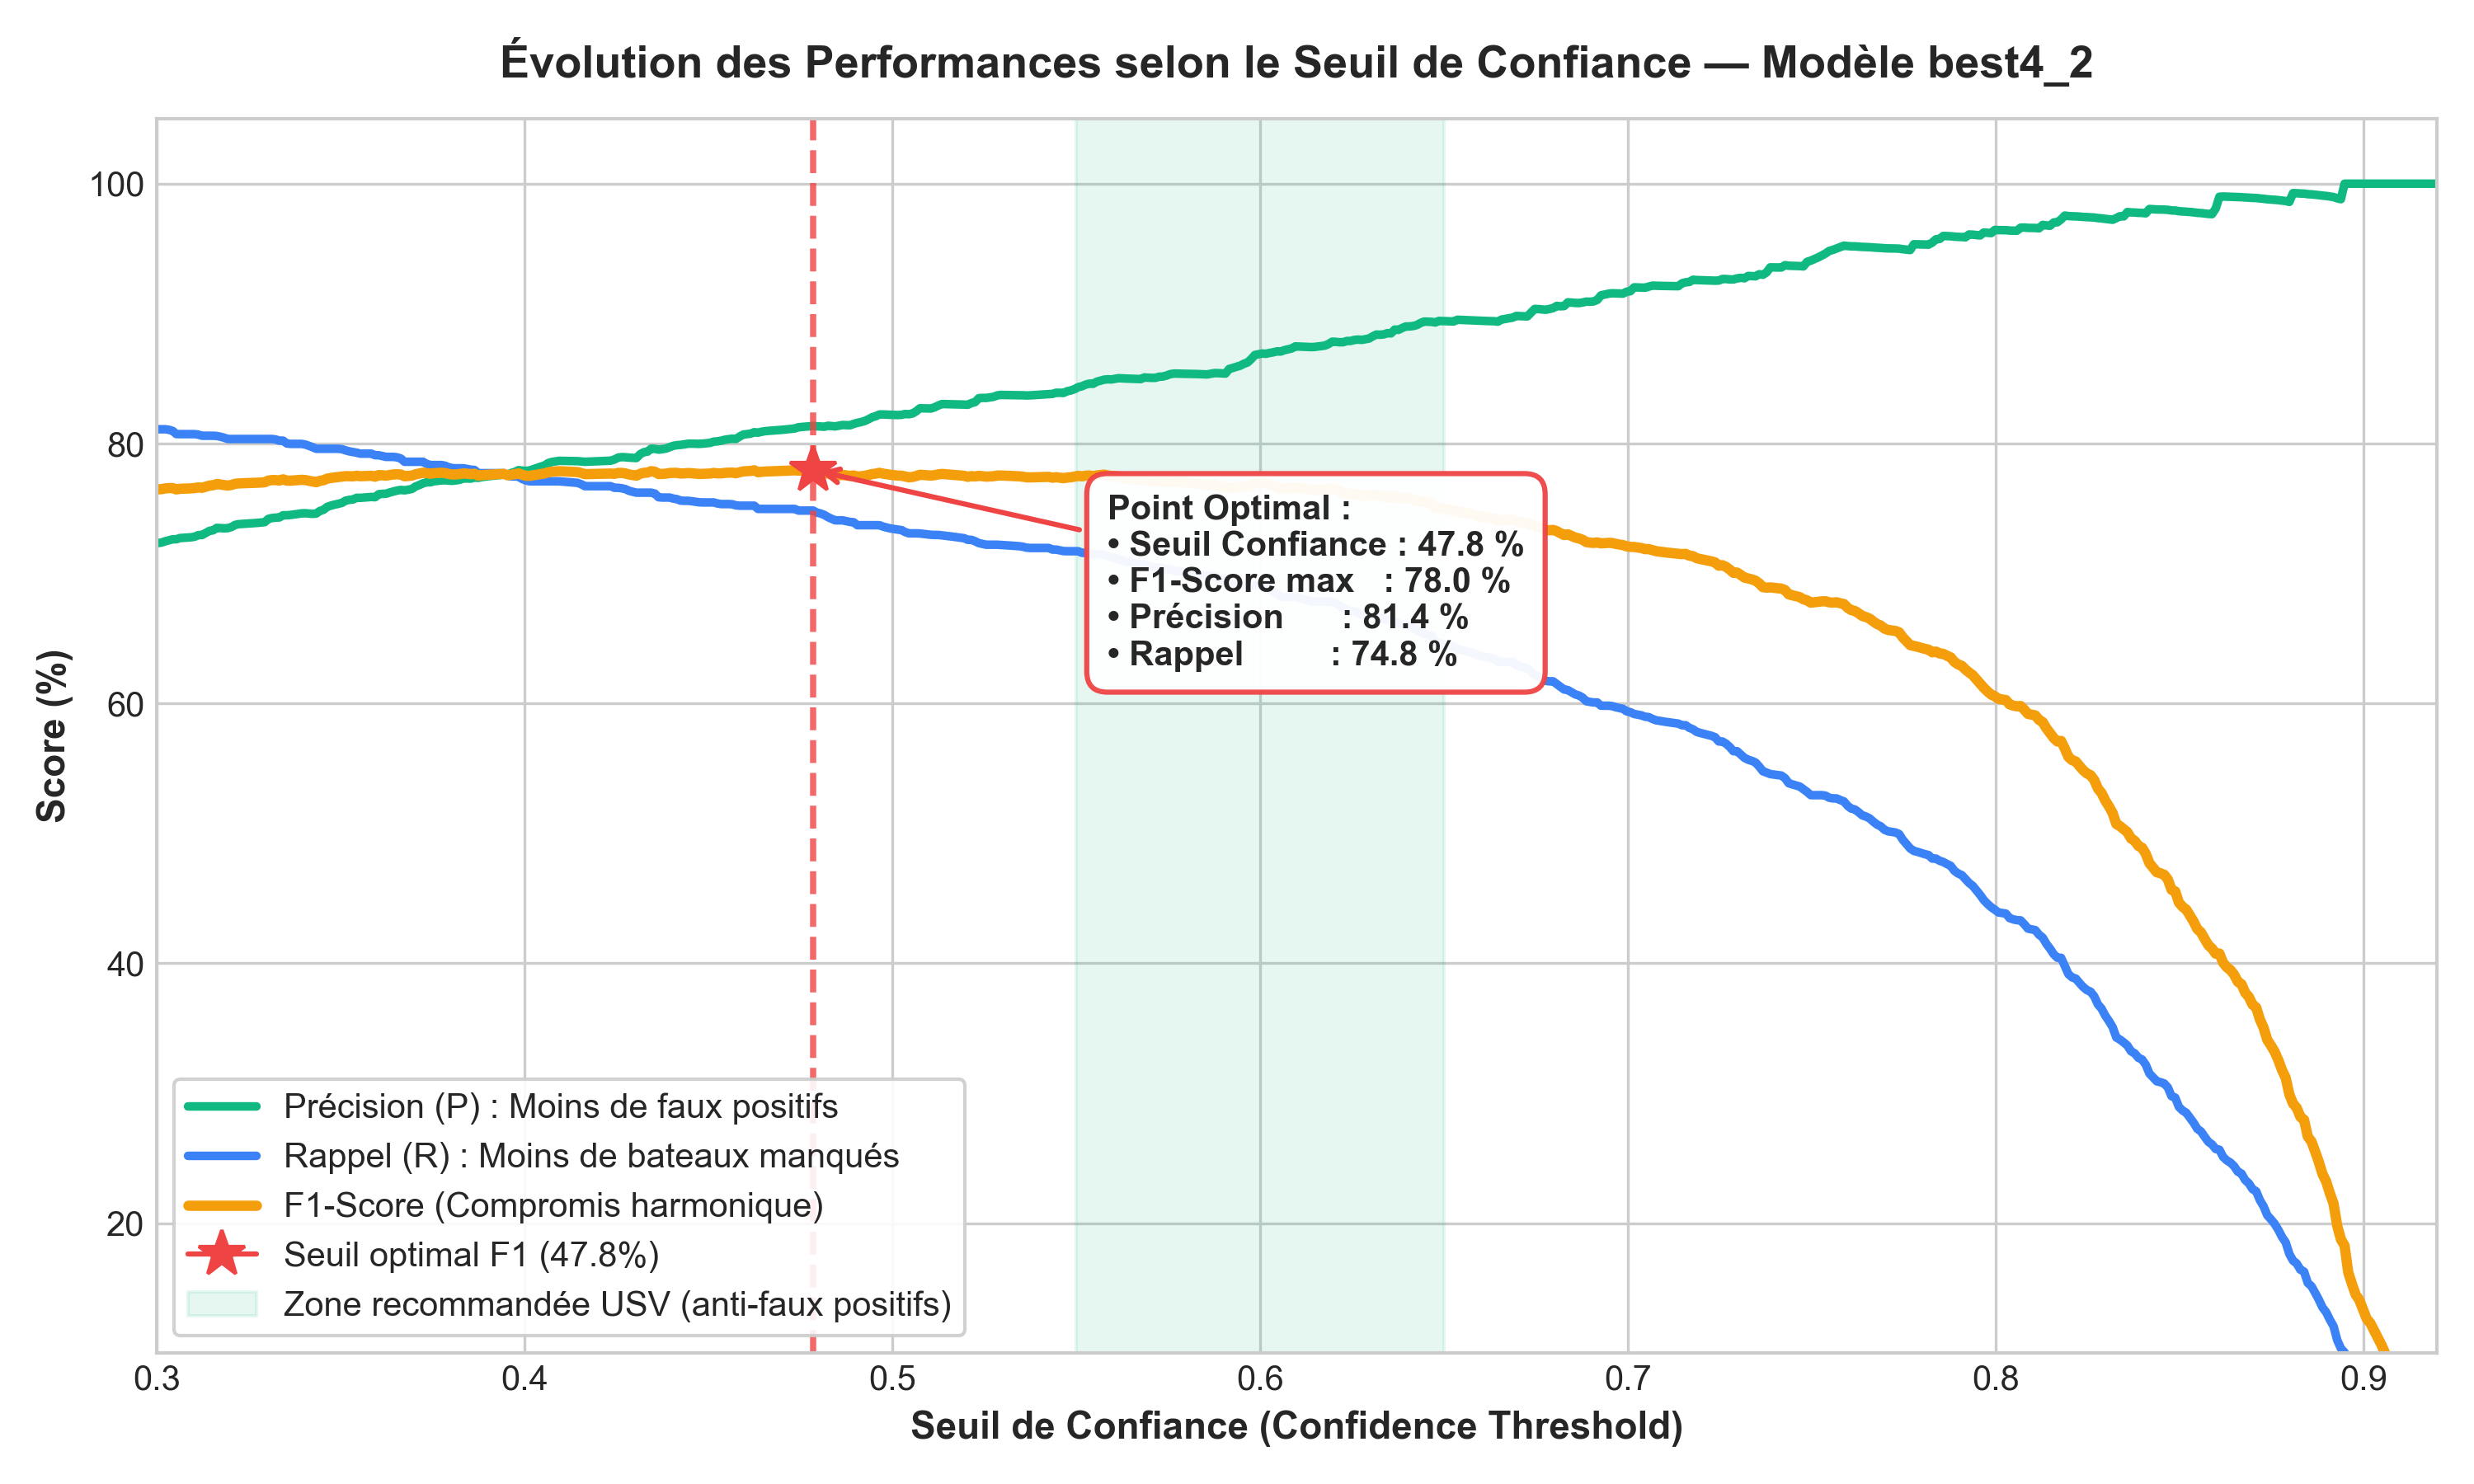 Évolution des Performances selon le Seuil de Confiance — Modèle best4_2
100
80
60
40
20
Score (%)
Point Optimal :
• Seuil Confiance : 47.8 %
• F1-Score max : 78.0 %
• Précision : 81.4 %
• Rappel : 74.8 %
Précision (P) : Moins de faux positifs
Rappel (R) : Moins de bateaux manqués
F1-Score (Compromis harmonique)
Seuil optimal F1 (47.8%)
Zone recommandée USV (anti-faux positifs)
0.3 0.4 0.5 0.6 0.7 0.8 0.9
Seuil de Confiance (Confidence Threshold)